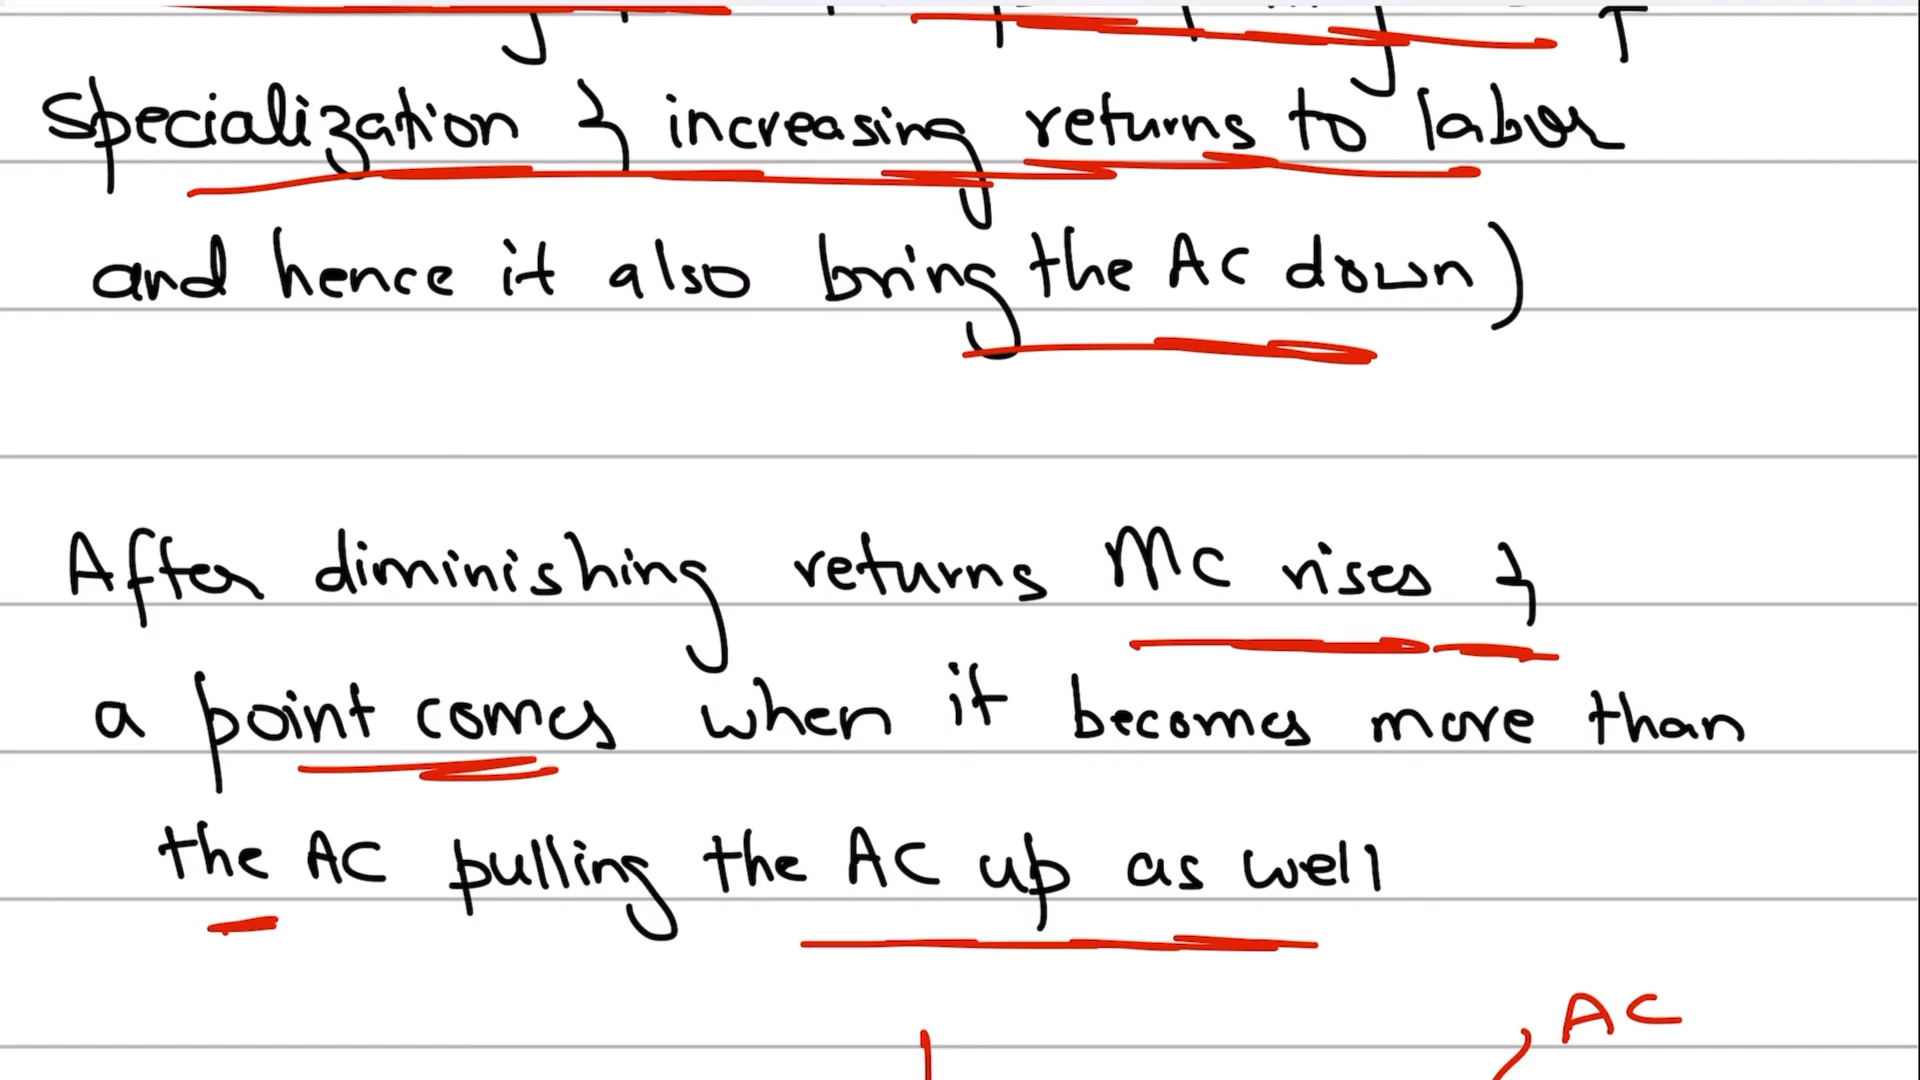 specialization & increasing returns to labor
and hence it also bring the AC down)
After diminishing returns MC rises &
a point comes when it becomes more than
the AC pulling the AC up as well
AC